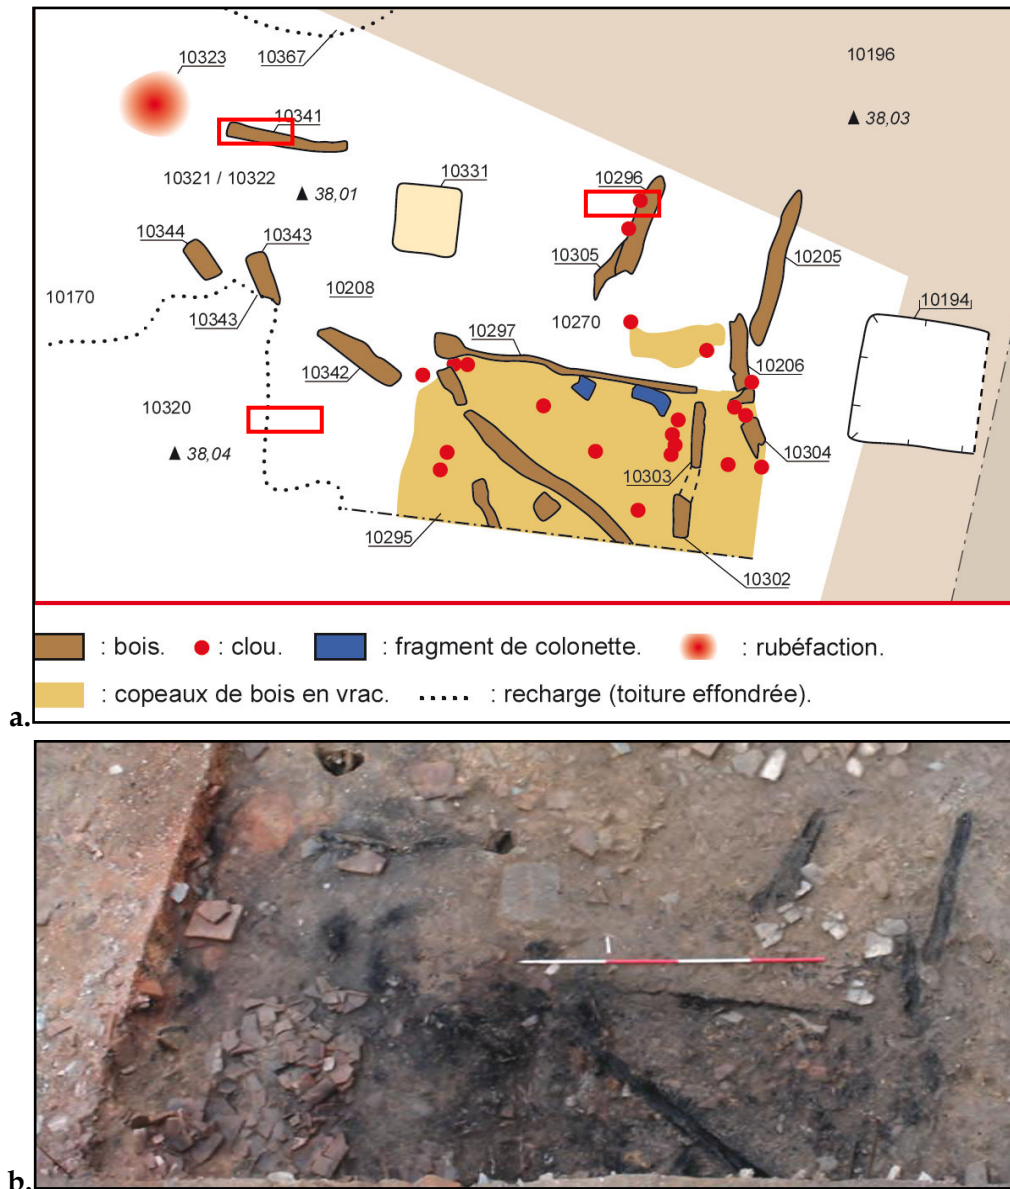 10323
10367
10196
10341
▲ 38,03
10321 / 10322
▲ 38,01
10331
10296
10344
10343
10305
10205
10170
10343
10208
10270
10194
10297
10342
10206
10320
▲ 38,04
10304
10303
10295
10302
: bois.
: clou.
: fragment de colonette.
: rubéfaction.
: copeaux de bois en vrac.
: recharge (toiture effondrée).
a.
b.